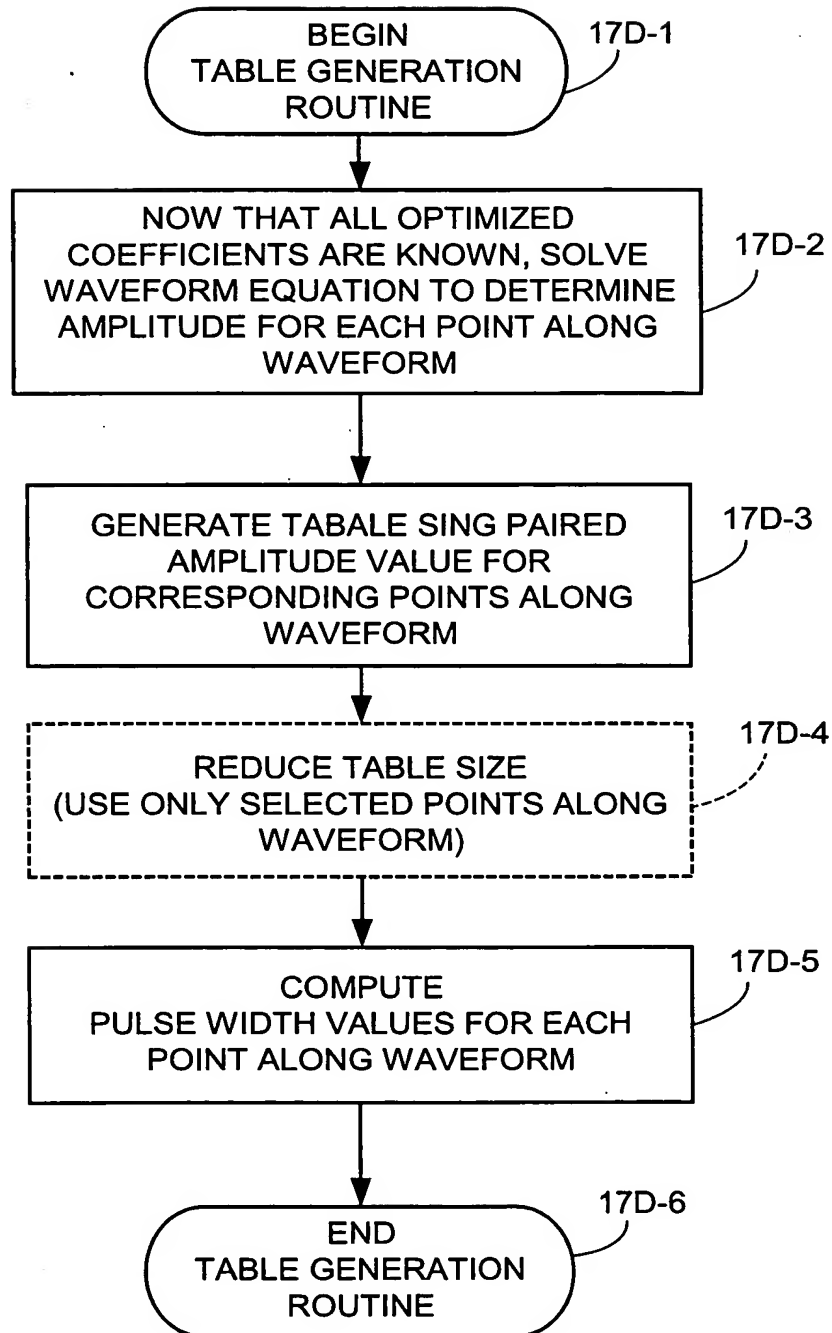 BEGIN
TABLE GENERATION
ROUTINE
17D-1
NOW THAT ALL OPTIMIZED
COEFFICIENTS ARE KNOWN, SOLVE
WAVEFORM EQUATION TO DETERMINE
AMPLITUDE FOR EACH POINT ALONG
WAVEFORM
17D-2
GENERATE TABALE SING PAIRED
AMPLITUDE VALUE FOR
CORRESPONDING POINTS ALONG
WAVEFORM
17D-3
REDUCE TABLE SIZE
(USE ONLY SELECTED POINTS ALONG
WAVEFORM)
17D-4
COMPUTE
PULSE WIDTH VALUES FOR EACH
POINT ALONG WAVEFORM
17D-5
END
TABLE GENERATION
ROUTINE
17D-6